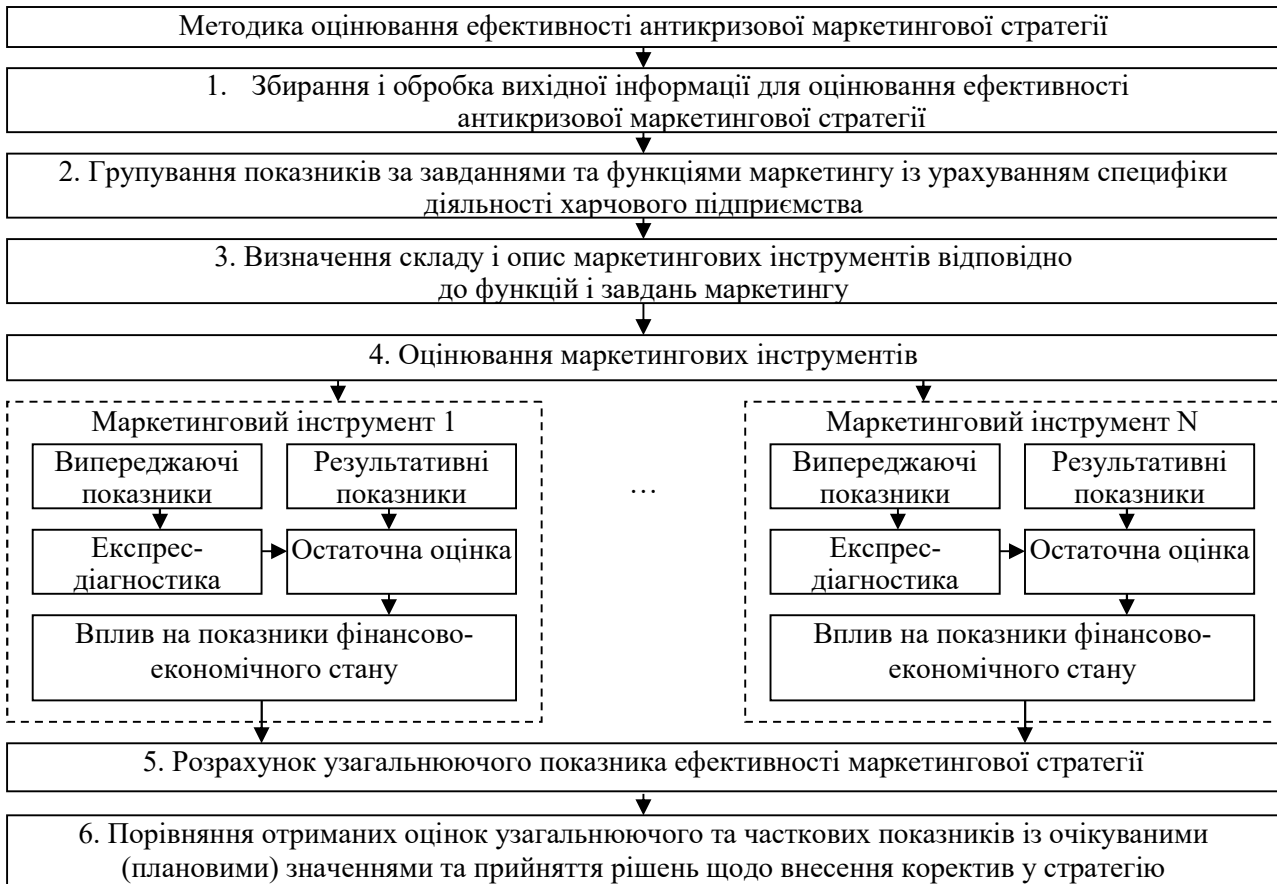 Методика оцінювання ефективності антикризової маркетингової стратегії
1. Збирання і обробка вихідної інформації для оцінювання ефективності
антикризової маркетингової стратегії
2. Групування показників за завданнями та функціями маркетингу із урахуванням специфіки
діяльності харчового підприємства
3. Визначення складу і опис маркетингових інструментів відповідно
до функцій і завдань маркетингу
4. Оцінювання маркетингових інструментів
Маркетинговий інструмент 1
Випереджаючі
показники
Результативні
показники
Експрес-
діагностика
Остаточна оцінка
Вплив на показники фінансово-
економічного стану
…
Маркетинговий інструмент N
Випереджаючі
показники
Результативні
показники
Експрес-
діагностика
Остаточна оцінка
Вплив на показники фінансово-
економічного стану
5. Розрахунок узагальнюючого показника ефективності маркетингової стратегії
6. Порівняння отриманих оцінок узагальнюючого та часткових показників із очікуваними
(плановими) значеннями та прийняття рішень щодо внесення коректив у стратегію